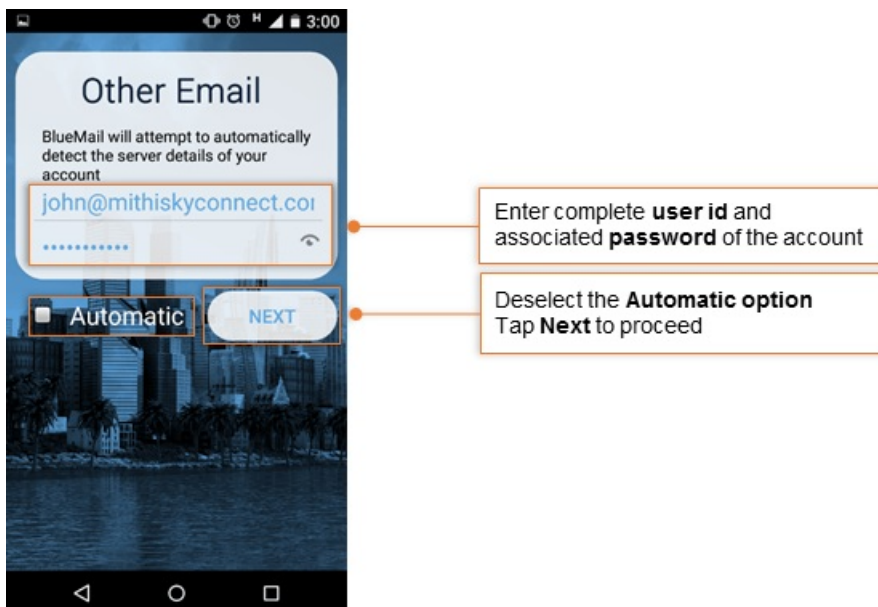 H 3:00
Other Email
BlueMail will attempt to automatically
detect the server details of your
account
john@mithiskyconnect.co
Enter complete user id and
associated password of the account
Automatic
NEXT
Deselect the Automatic option
Tap Next to proceed